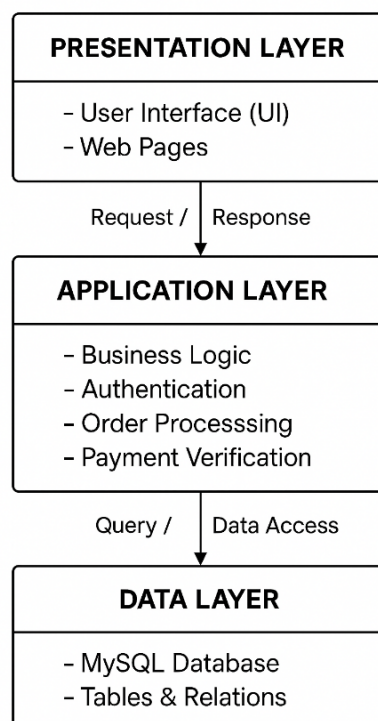 PRESENTATION LAYER
– User Interface (UI)
– Web Pages
Request / Response
APPLICATION LAYER
– Business Logic
– Authentication
– Order Processsing
– Payment Verification
Query / Data Access
DATA LAYER
– MySQL Database
– Tables & Relations